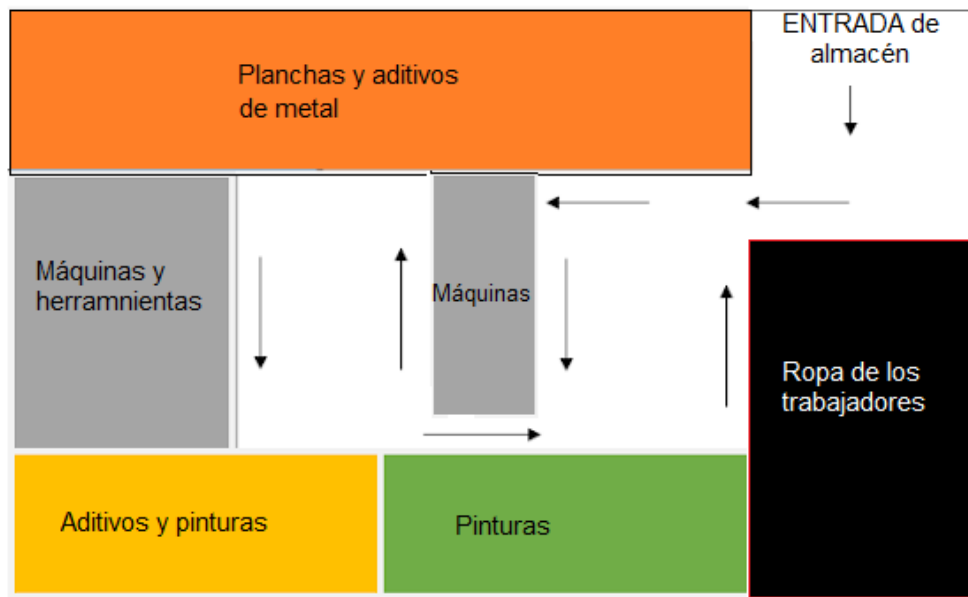 ENTRADA de
almacén
Planchas y aditivos
de metal
Máquinas y
herramnientas
Máquinas
Ropa de los
trabajadores
Aditivos y pinturas
Pinturas